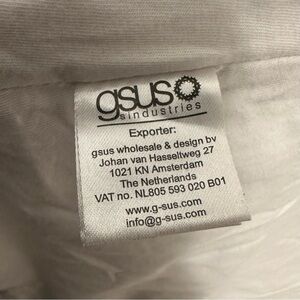 gsus
sindustries
Exporter:
gsus wholesale & design bv
Johan van Hasseltweg 27
1021 KN Amsterdam
The Netherlands
VAT no. NL805 593 020 B01
www.g-sus.com
info@g-sus.com